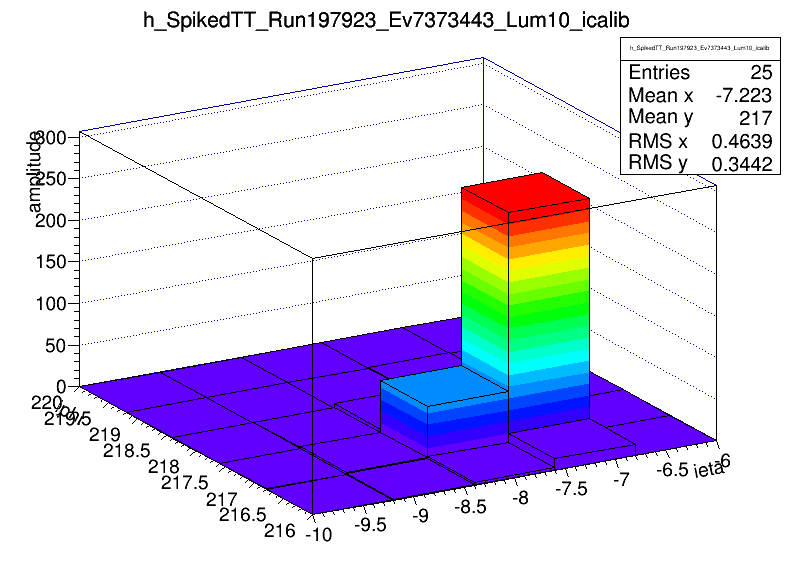 h_SpikedTT_Run197923_Ev7373443_Lum10_icalib
h_SpikedTT_Run197923_Ev7373443_Lum10_icalib
Entries 25
Mean x -7.223
Mean y 217
RMS x 0.4639
RMS y 0.3442
amplitude
300
250
200
150
100
50
0
220
219.5
219
218.5
218
217.5
217
216.5
216
-10
-9.5
-9
-8.5
-8
-7.5
-7
-6.5
-6
ieta